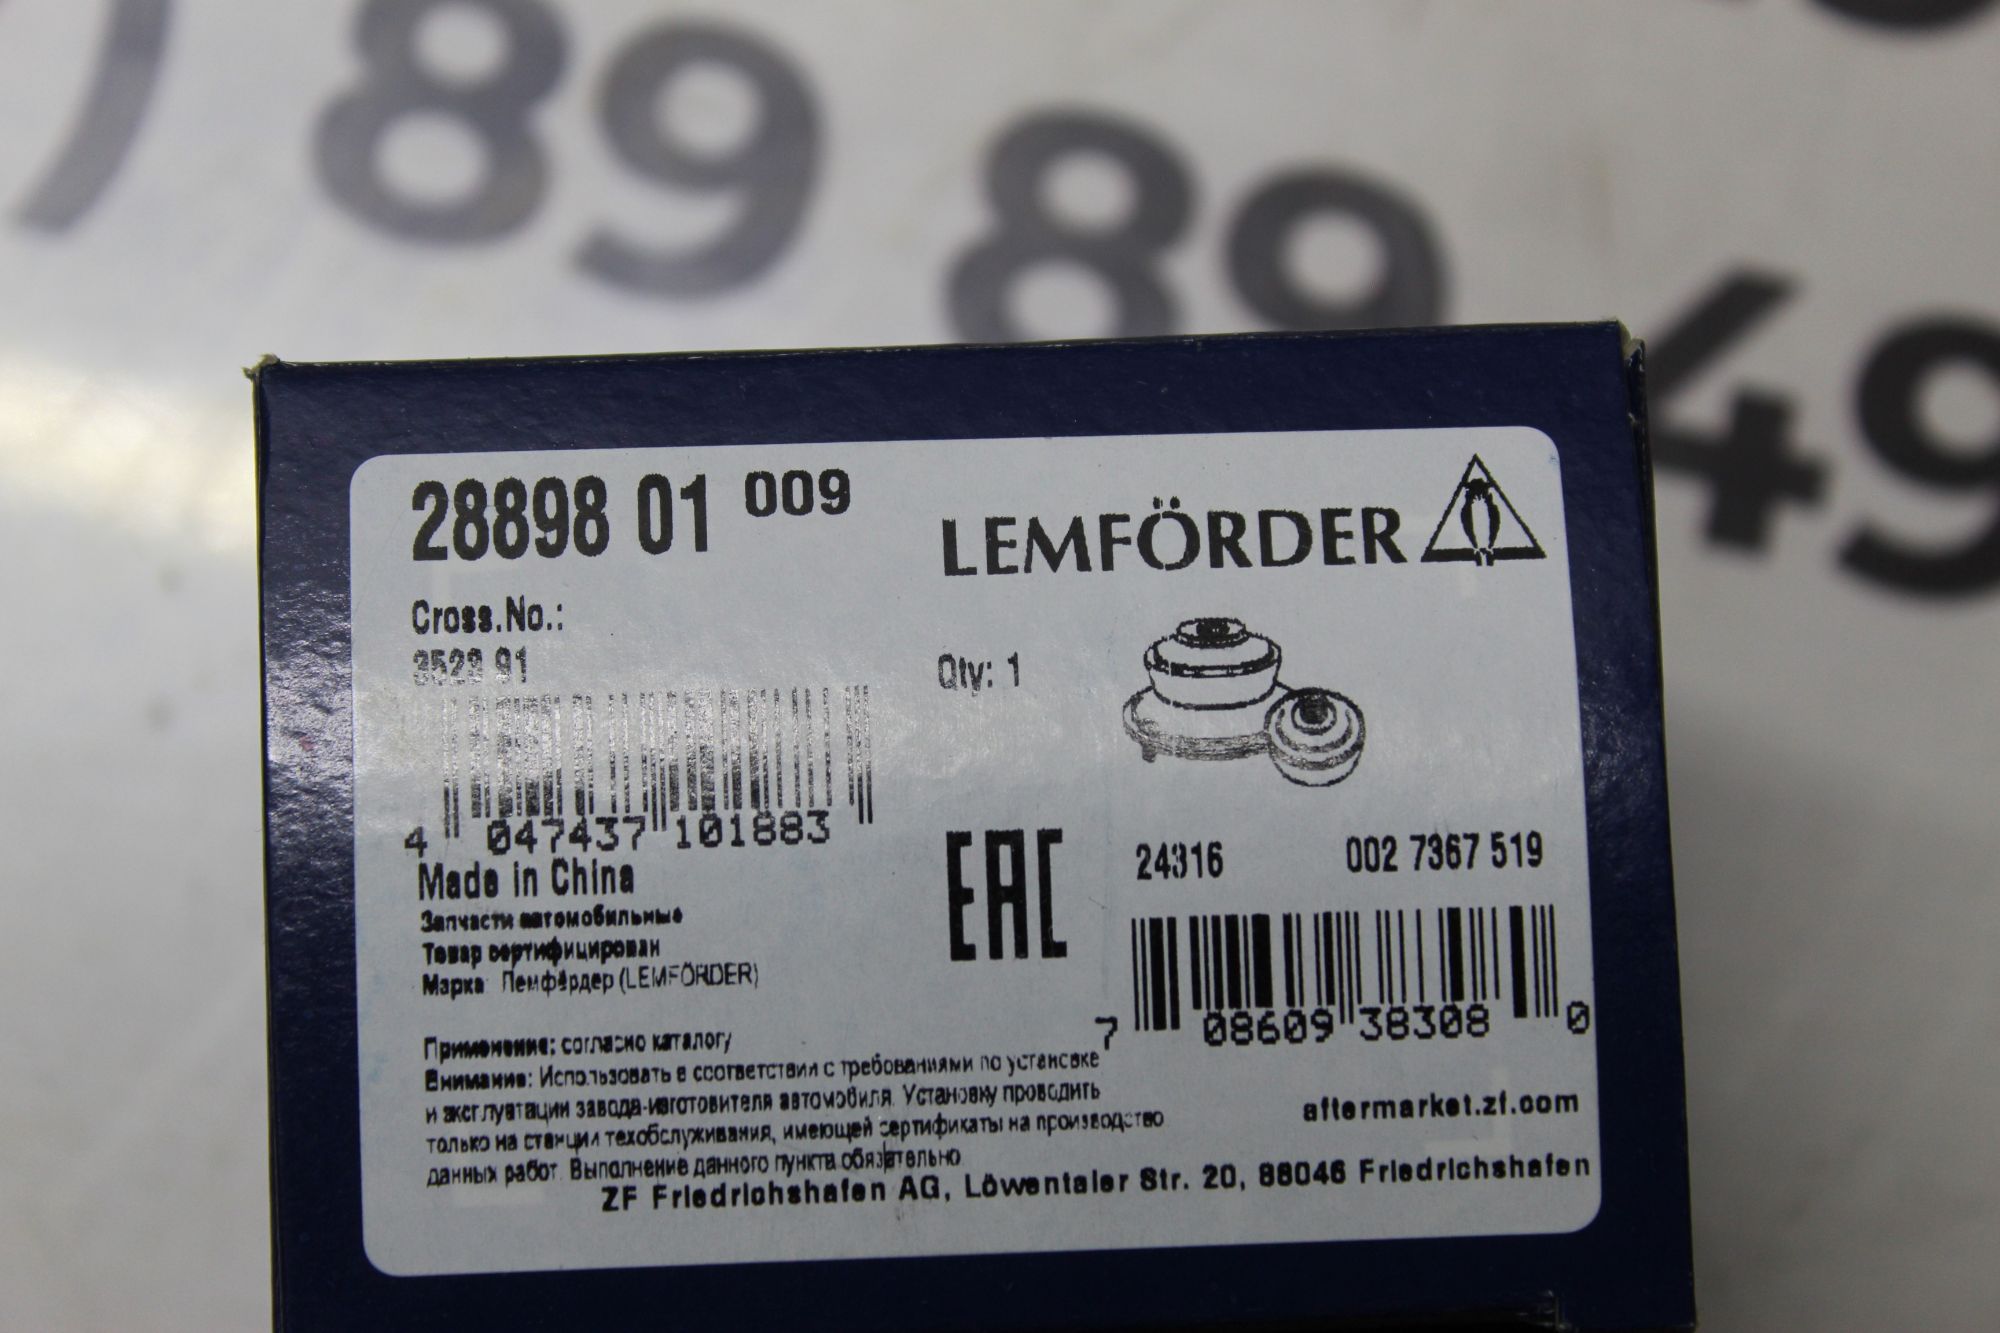 ) 89 89 49
28898 01 009
LEMFÖRDER
Cross.No.:
3523 91
Qty: 1
4 047437 101883
Made in China
Запчасти автомобильные
Товар сертифицирован
Марка: Лемфёрдер (LEMFÖRDER)
EAC
24316 002 7367 519
7 08609 38308 0
Применение: согласно каталогу
Внимание: Использовать в соответствии с требованиями по установке
и эксплуатации завода-изготовителя автомобиля. Установку проводить
только на станции техобслуживания, имеющей сертификаты на производство
данных работ. Выполнение данного пункта обязательно
aftermarket.zf.com
ZF Friedrichshafen AG, Löwentaler Str. 20, 88046 Friedrichshafen